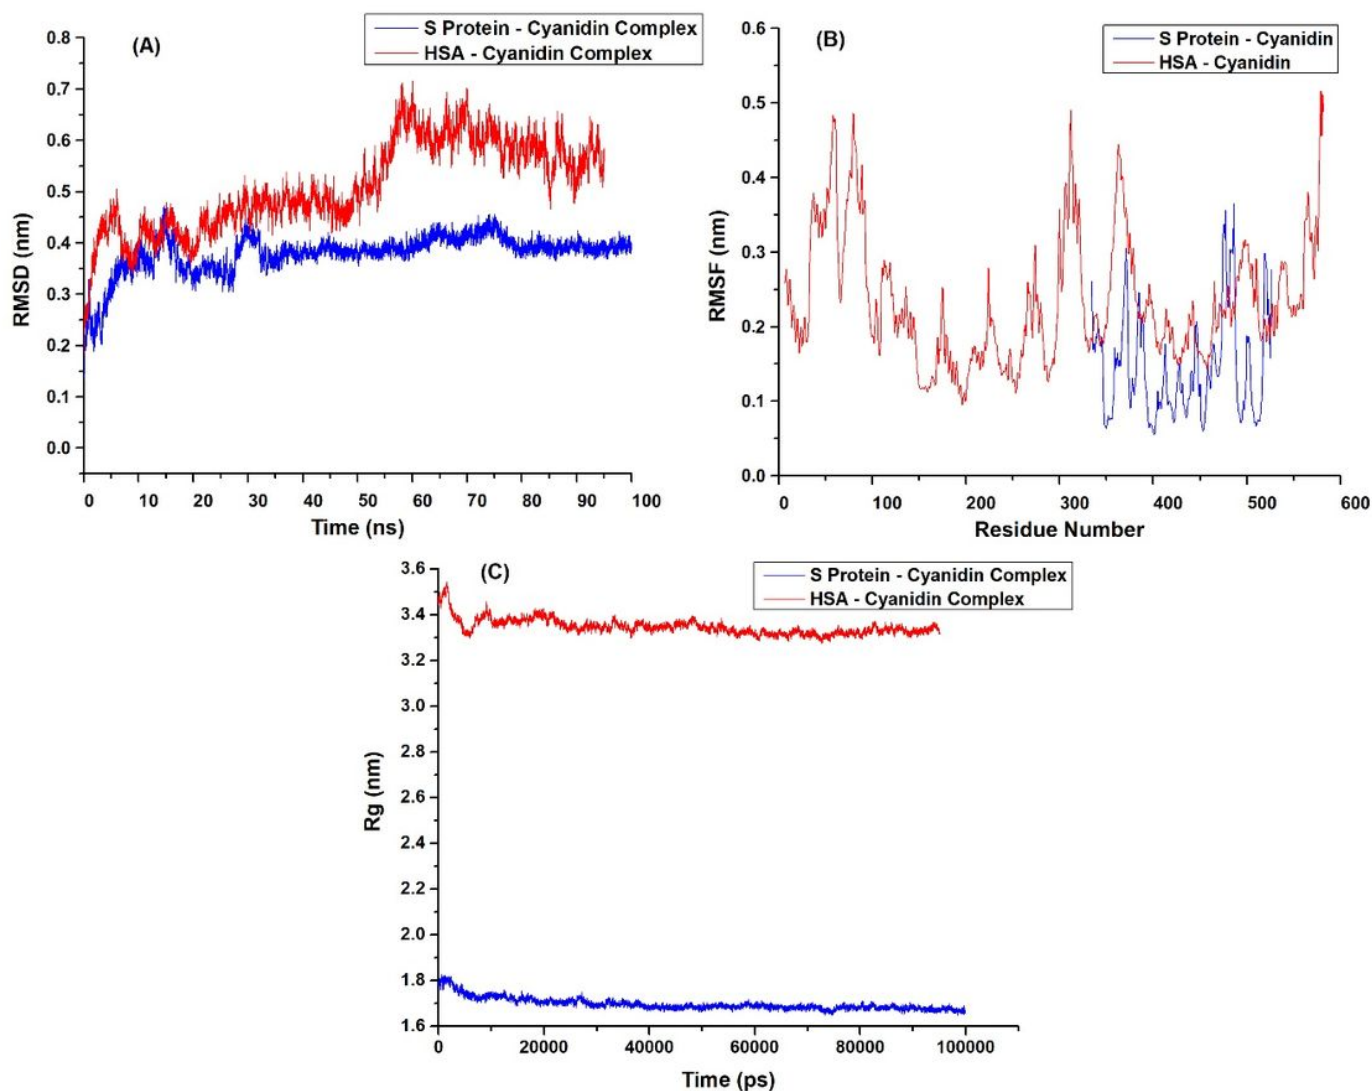 (A)
S Protein - Cyanidin Complex
HSA - Cyanidin Complex
0.8
0.7
0.6
0.5
0.4
0.3
0.2
0.1
0.0
RMSD (nm)
0 10 20 30 40 50 60 70 80 90 100
Time (ns)
(B)
S Protein - Cyanidin
HSA - Cyanidin
0.6
0.5
0.4
0.3
0.2
0.1
0.0
RMSF (nm)
0 100 200 300 400 500 600
Residue Number
(C)
S Protein - Cyanidin Complex
HSA - Cyanidin Complex
3.6
3.4
3.2
3.0
2.8
2.6
2.4
2.2
2.0
1.8
1.6
Rg (nm)
0 20000 40000 60000 80000 100000
Time (ps)